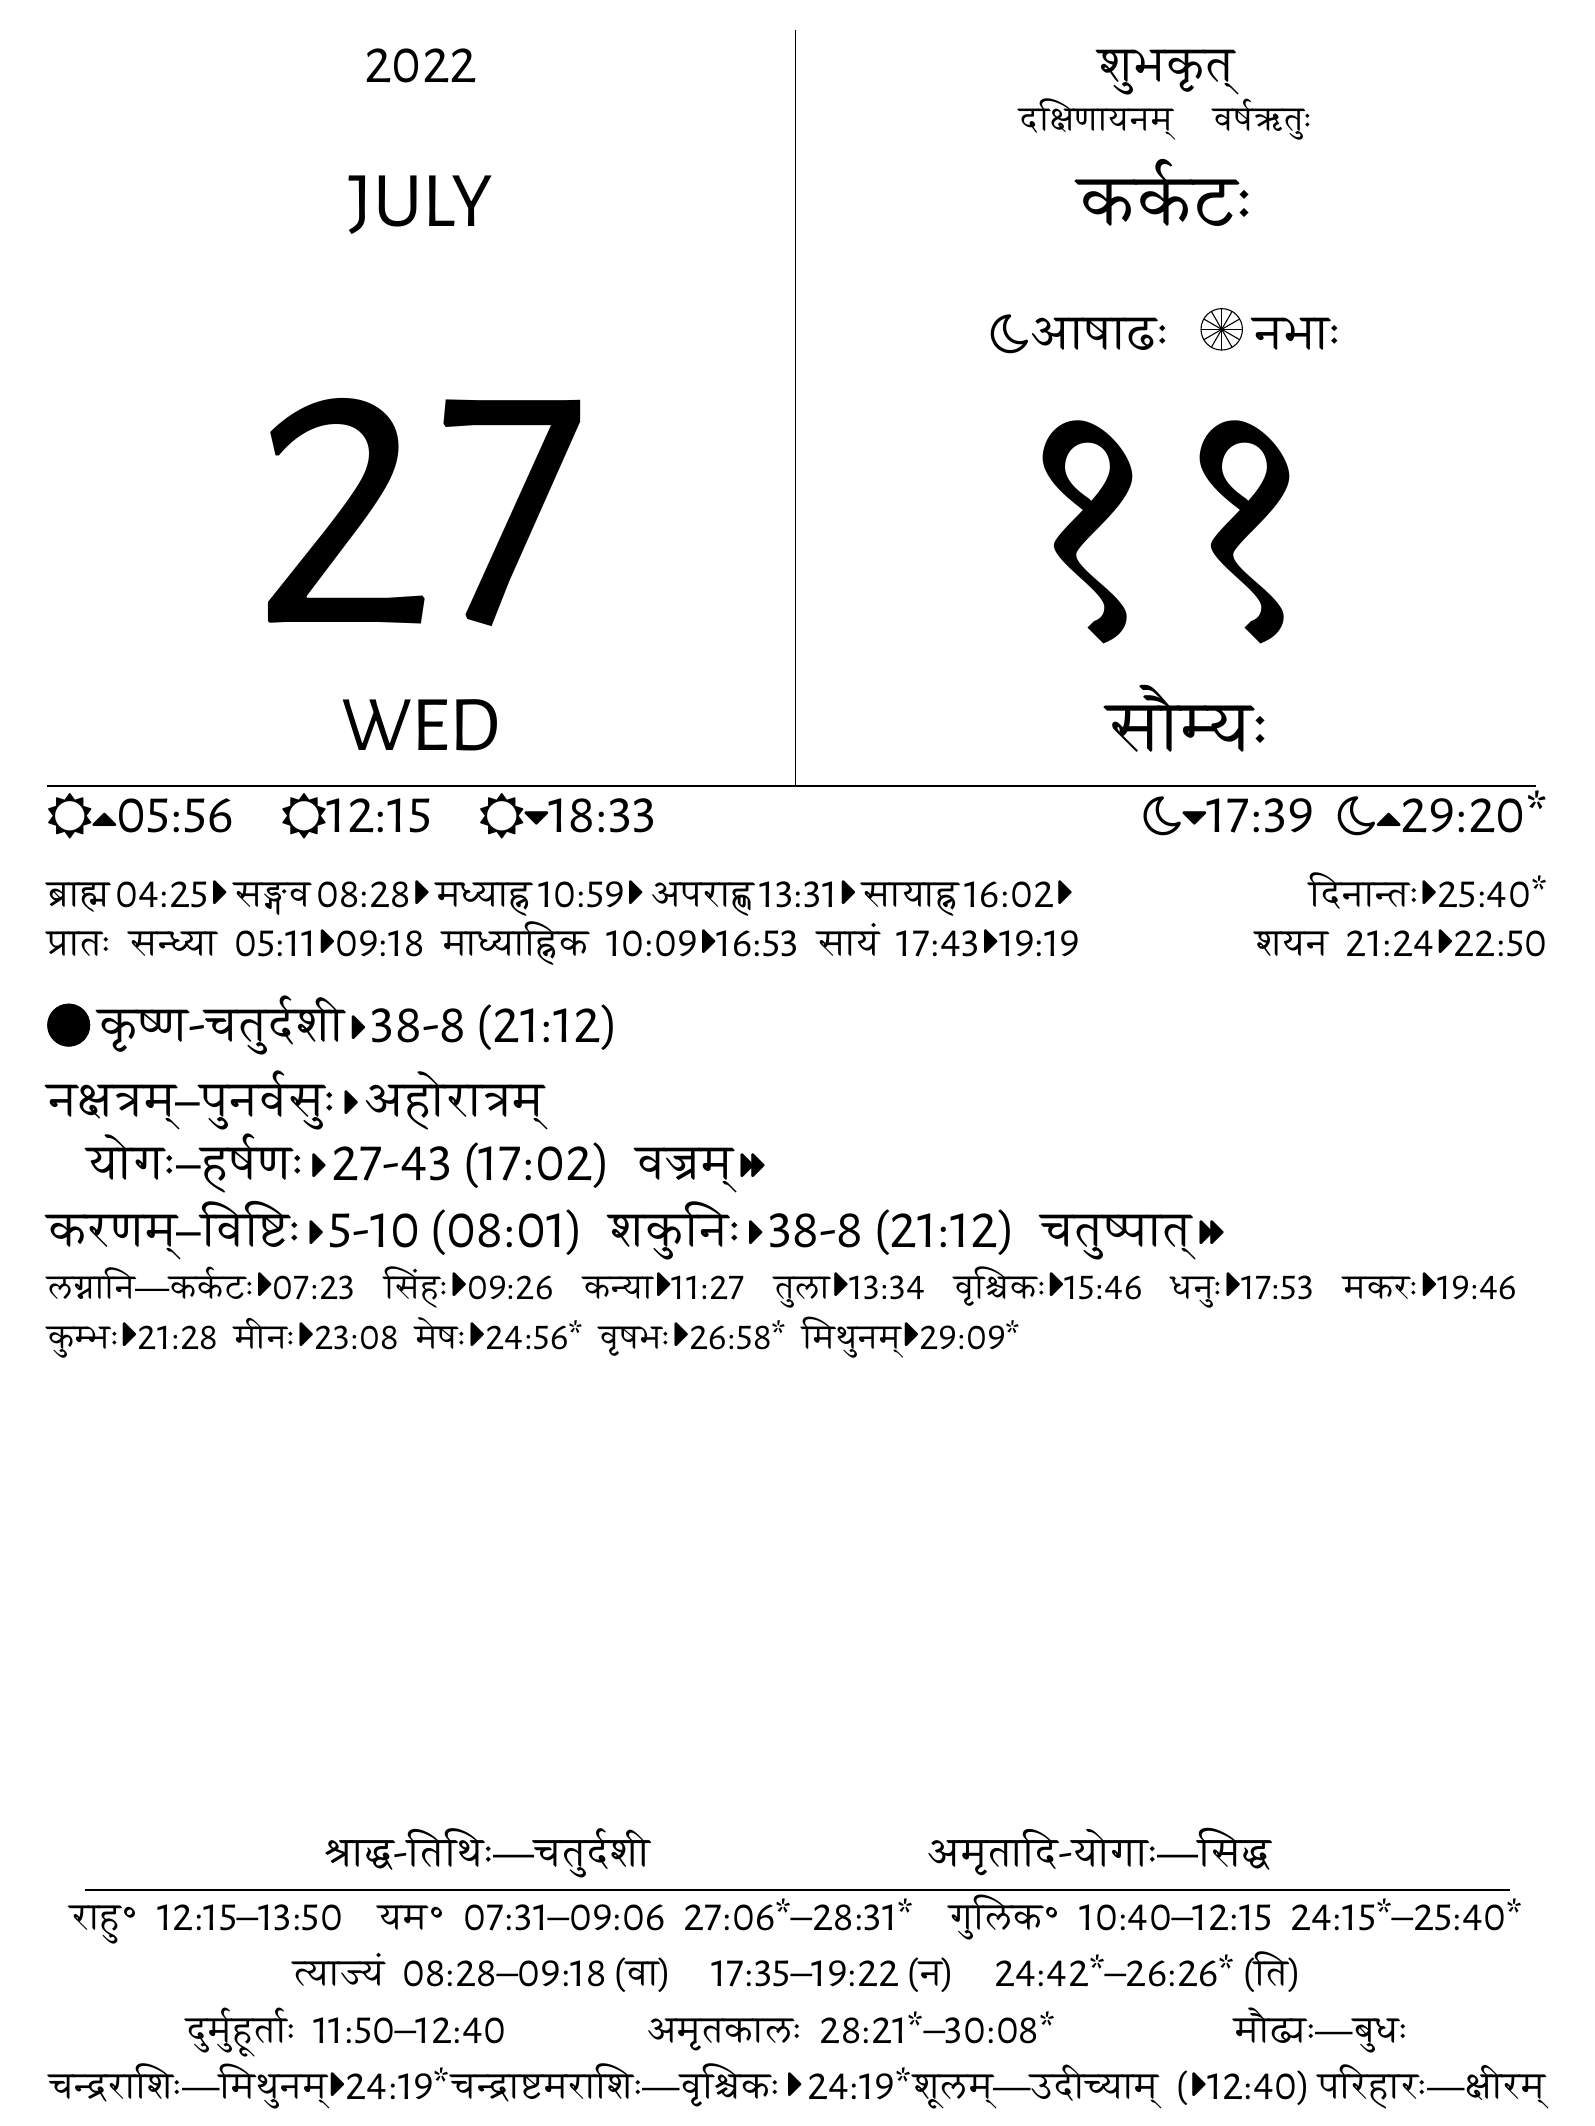 2022
JULY
27
WED
शुभकृत्
दक्षिणायनम् वर्षऋतुः
कर्कटः
आषाढः नभाः
११
सौम्यः
05:56 12:15 18:33 17:39 29:20*
ब्राह्म 04:25 सङ्गव 08:28 मध्याह्न 10:59 अपराह्ण 13:31 सायाह्न 16:02 दिनान्तः 25:40*
प्रातः सन्ध्या 05:11 09:18 माध्याह्निक 10:09 16:53 सायं 17:43 19:19 शयन 21:24 22:50
कृष्ण-चतुर्दशी 38-8 (21:12)
नक्षत्रम्–पुनर्वसुः अहोरात्रम्
योगः–हर्षणः 27-43 (17:02) वज्रम्
करणम्–विष्टिः 5-10 (08:01) शकुनिः 38-8 (21:12) चतुष्पात्
लग्नानि—कर्कटः 07:23 सिंहः 09:26 कन्या 11:27 तुला 13:34 वृश्चिकः 15:46 धनुः 17:53 मकरः 19:46
कुम्भः 21:28 मीनः 23:08 मेषः 24:56* वृषभः 26:58* मिथुनम् 29:09*
श्राद्ध-तिथिः—चतुर्दशी अमृतादि-योगाः—सिद्ध
राहु॰ 12:15–13:50 यम॰ 07:31–09:06 27:06*–28:31* गुलिक॰ 10:40–12:15 24:15*–25:40*
त्याज्यं 08:28–09:18 (वा) 17:35–19:22 (न) 24:42*–26:26* (ति)
दुर्मुहूर्ताः 11:50–12:40 अमृतकालः 28:21*–30:08* मौढ्यः—बुधः
चन्द्रराशिः—मिथुनम् 24:19* चन्द्राष्टमराशिः—वृश्चिकः 24:19* शूलम्—उदीच्याम् (12:40) परिहारः—क्षीरम्